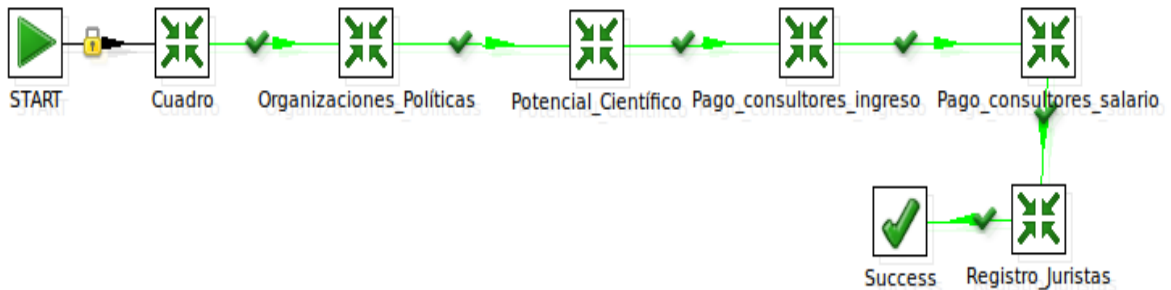 START
Cuadro
Organizaciones_Políticas
Potencial_Científico
Pago_consultores_ingreso
Pago_consultores_salario
Success
Registro_Juristas